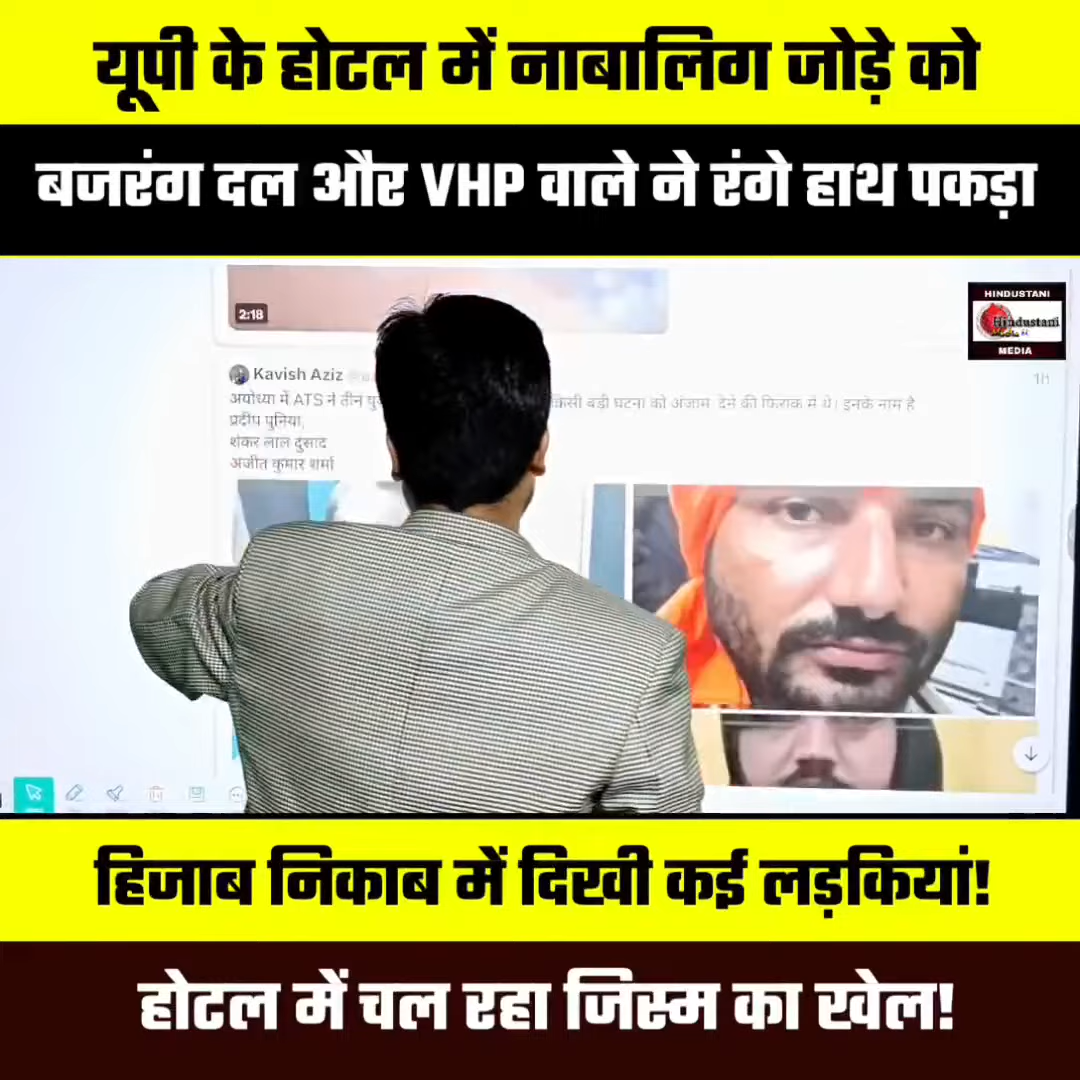 यूपी के होटल में नाबालिग जोड़े को
बजरंग दल और VHP वाले ने रंगे हाथ पकड़ा
HINDUSTANI
Hindustani
MEDIA
2:18
Kavish Aziz
1h
अयोध्या में ATS ने तीन किसी बड़ी घटना को अंजाम देने की फिराक में थे। इनके नाम है
प्रदीप पुनिया,
शंकर लाल दुसाद
अजीत कुमार शर्मा
हिजाब निकाब में दिखी कई लड़कियां!
होटल में चल रहा जिस्म का खेल!